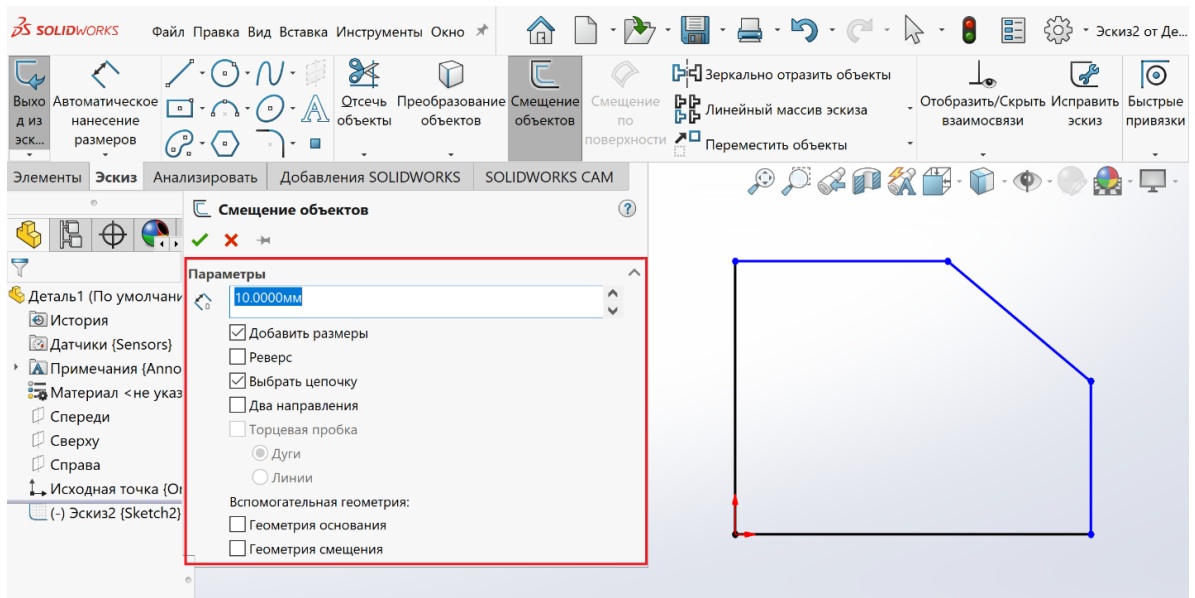 3S SOLIDWORKS Файл Правка Вид Вставка Инструменты Окно Эскиз2 от Де...
Выхо Автоматическое Отсечь Преобразование Смещение Смещение Зеркально отразить объекты Отобразить/Скрыть Исправить Быстрые
д из нанесение объекты объектов объектов по Линейный массив эскиза взаимосвязи эскиз привязки
эск... размеров поверхности Переместить объекты
Элементы Эскиз Анализировать Добавления SOLIDWORKS SOLIDWORKS CAM
Смещение объектов
Параметры
10.0000мм
Деталь1 (По умолчани
Добавить размеры
История
Реверс
Датчики {Sensors}
Примечания {Anno
Выбрать цепочку
Материал <не указ
Два направления
Спереди
Торцевая пробка
Сверху
Дуги
Справа
Линии
Исходная точка {Or
Вспомогательная геометрия:
(-) Эскиз2 {Sketch2}
Геометрия основания
Геометрия смещения